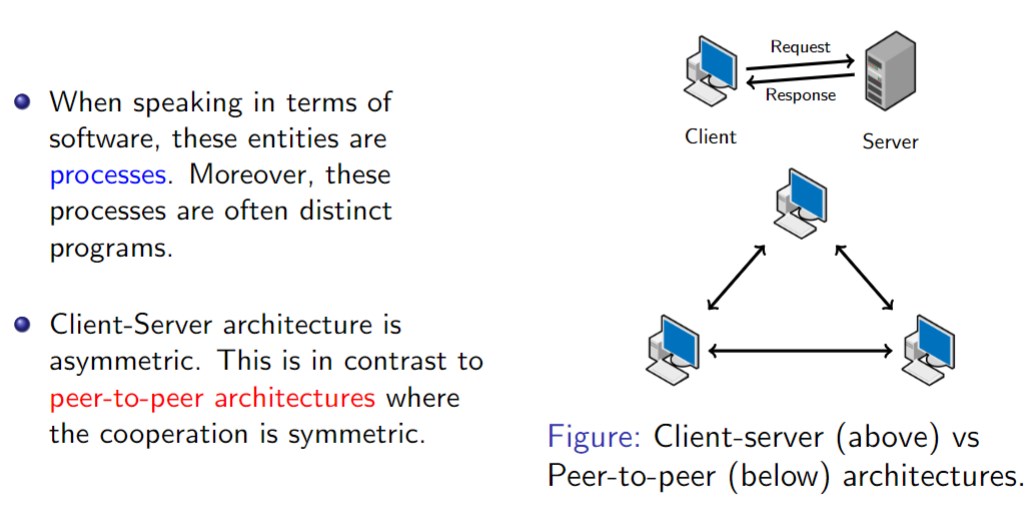 When speaking in terms of
software, these entities are
processes. Moreover, these
processes are often distinct
programs.
Client-Server architecture is
asymmetric. This is in contrast to
peer-to-peer architectures where
the cooperation is symmetric.
Request
Response
Client
Server
Figure: Client-server (above) vs
Peer-to-peer (below) architectures.